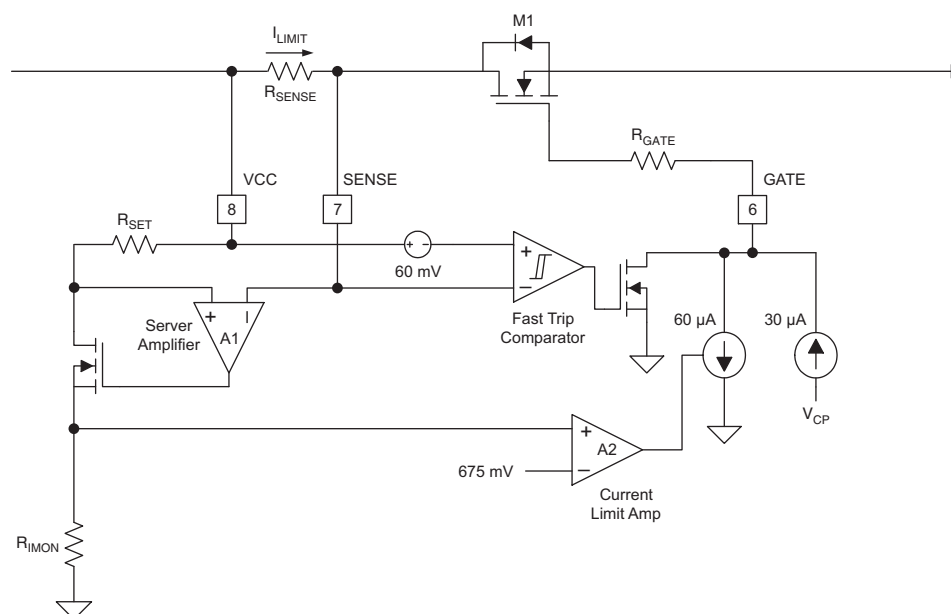 M1
I_LIMIT
R_SENSE
R_GATE
VCC
SENSE
GATE
8
7
6
R_SET
+ -
60 mV
+
−
Fast Trip
Comparator
60 µA
30 µA
V_CP
Server
Amplifier
+ −
A1
+
−
A2
675 mV
Current
Limit Amp
R_IMON